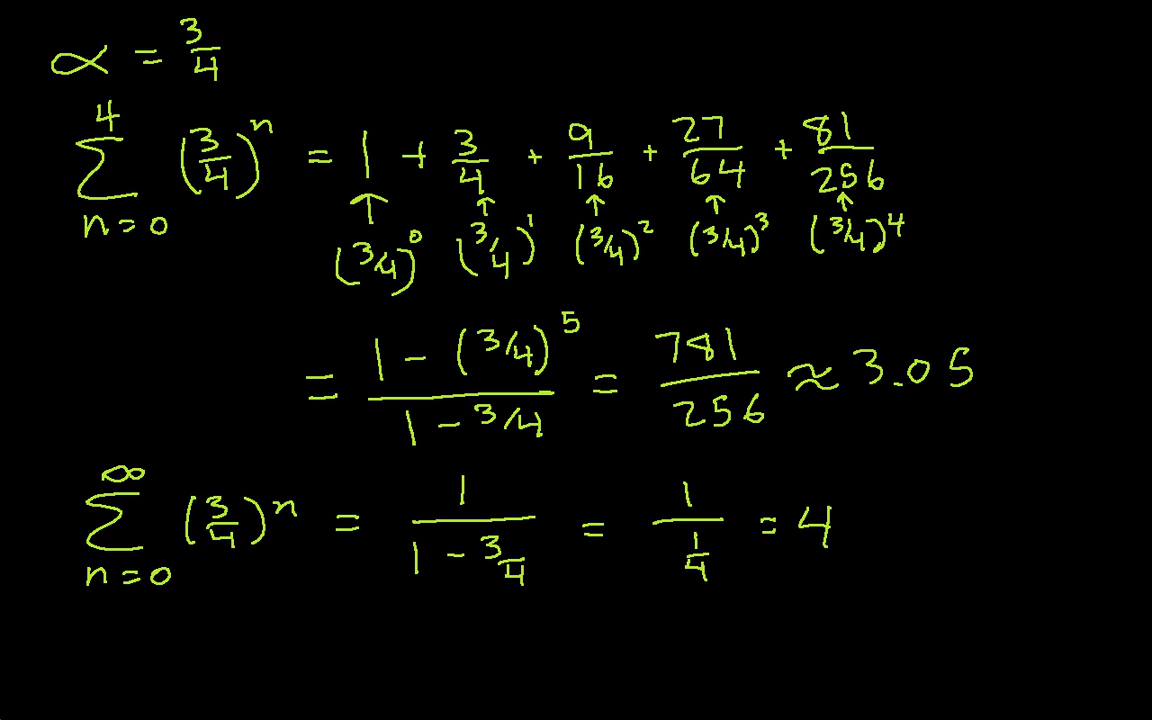 α = 3/4
∑_{n=0}^{4} (3/4)^n = 1 + 3/4 + 9/16 + 27/64 + 81/256
↑ ↑ ↑ ↑ ↑
(3/4)^0 (3/4)^1 (3/4)^2 (3/4)^3 (3/4)^4
= (1 - (3/4)^5)/(1 - 3/4) = 781/256 ≈ 3.05
∑_{n=0}^{∞} (3/4)^n = 1/(1 - 3/4) = 1/(1/4) = 4